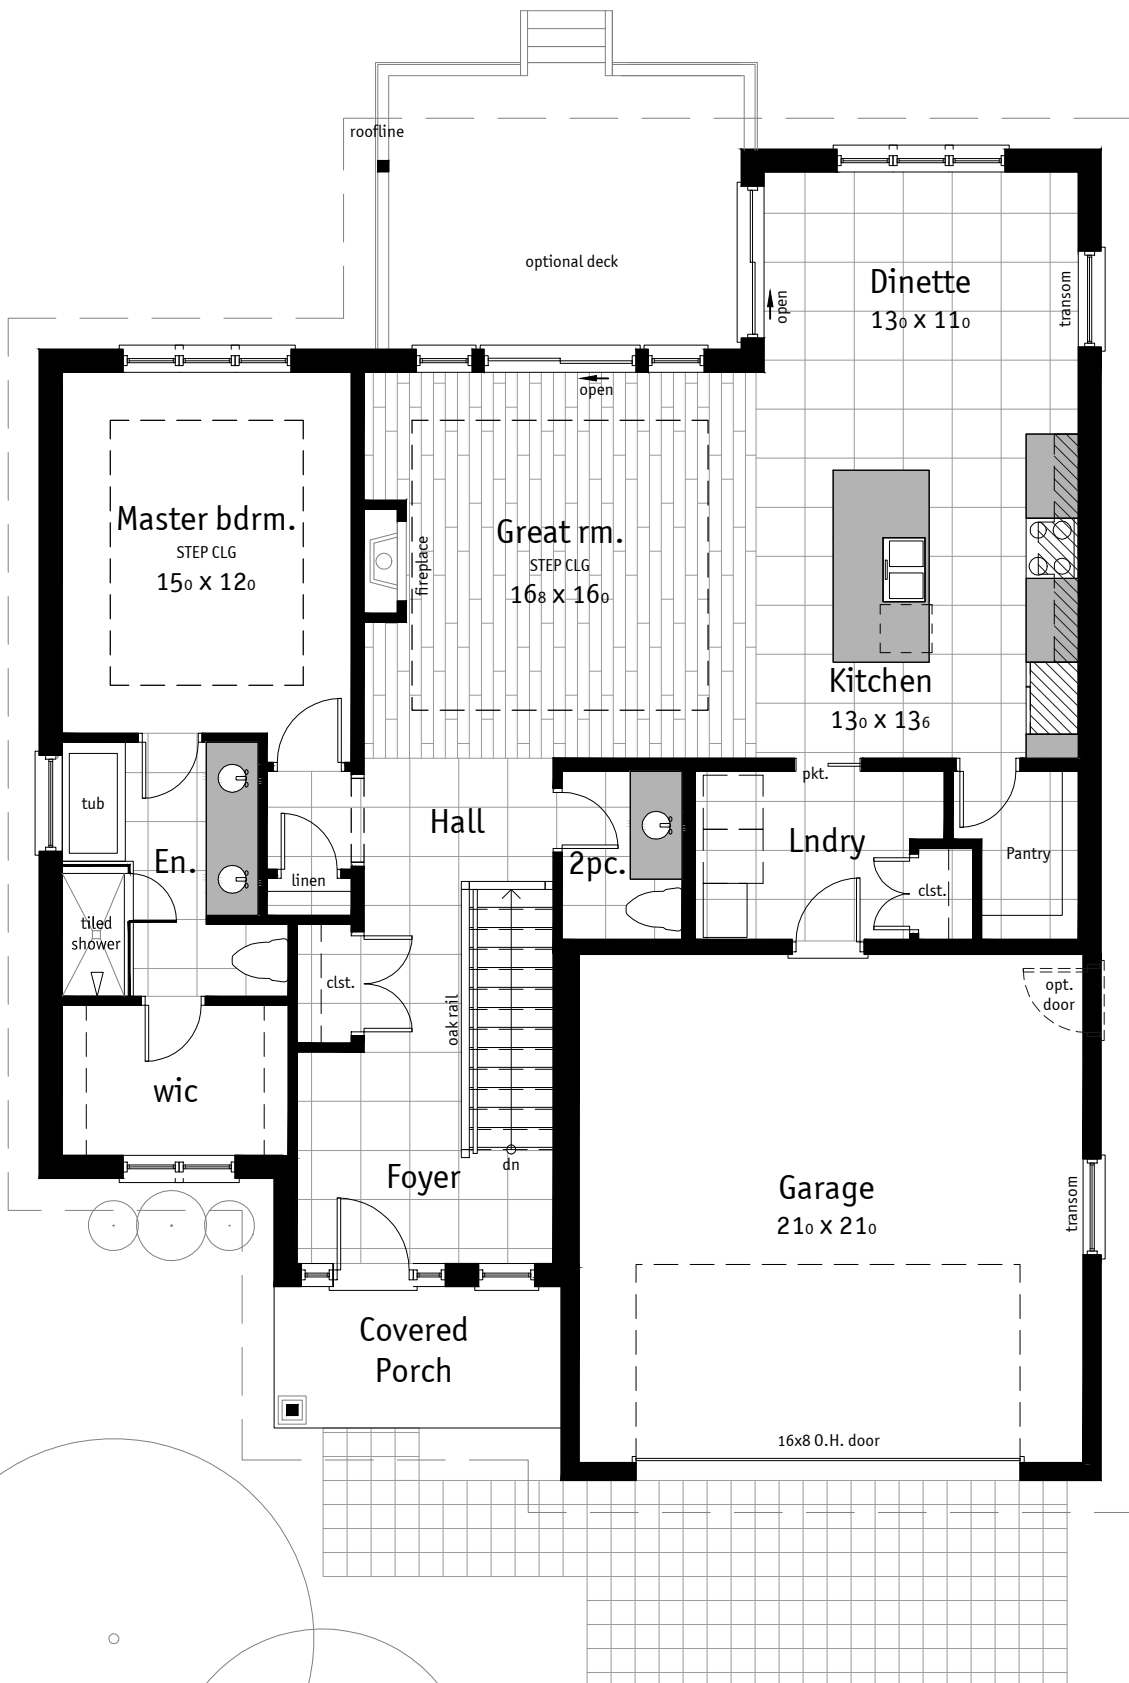 roofline
optional deck
open
Dinette
13₀ x 11₀
transom
open
Master bdrm.
STEP CLG
15₀ x 12₀
fireplace
Great rm.
STEP CLG
16₈ x 16₀
Kitchen
13₀ x 13₆
pkt.
tub
En.
linen
Hall
2pc.
Lndry
clst.
Pantry
tiled
shower
clst.
oak rail
opt.
door
wic
Foyer
dn
Garage
21₀ x 21₀
transom
Covered
Porch
16x8 O.H. door